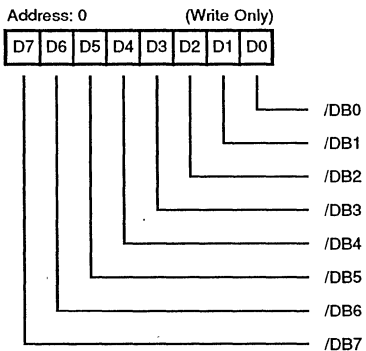 Address: 0 (Write Only)
D7 D6 D5 D4 D3 D2 D1 D0
/DB0
/DB1
/DB2
/DB3
/DB4
/DB5
/DB6
/DB7